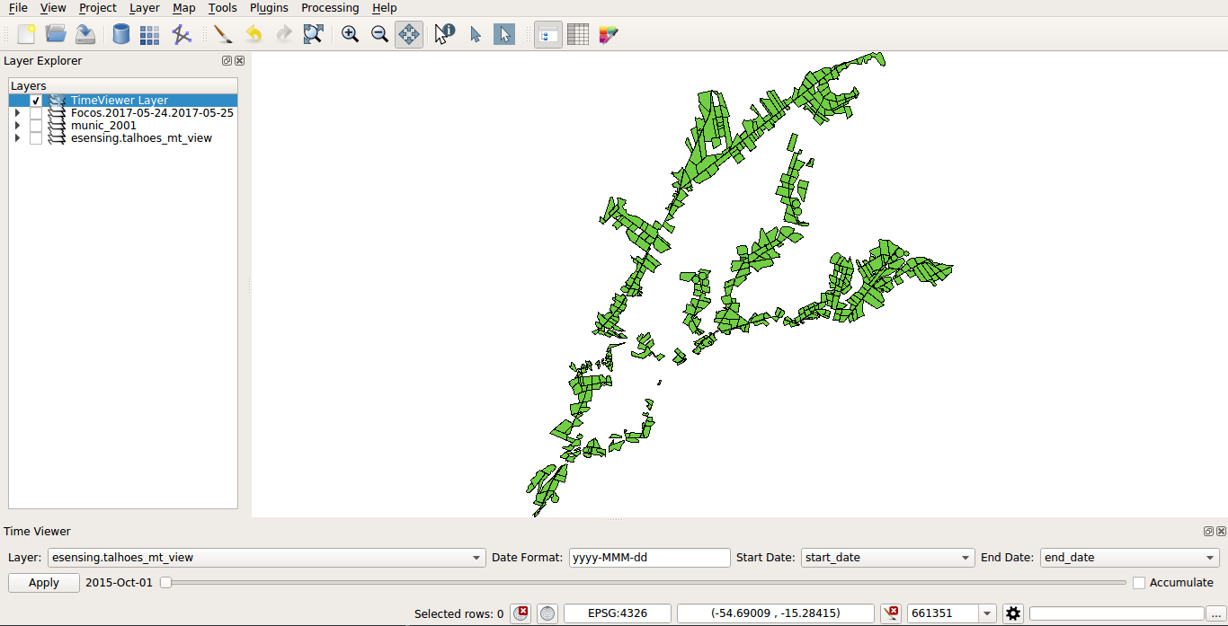 File View Project Layer Map Tools Plugins Processing Help
Layer Explorer
Layers
TimeViewer Layer
Focos.2017-05-24.2017-05-25
munic_2001
esensing.talhoes_mt_view
Time Viewer
Layer: esensing.talhoes_mt_view Date Format: yyyy-MMM-dd Start Date: start_date End Date: end_date
Apply 2015-Oct-01 Accumulate
Selected rows: 0 EPSG:4326 (-54.69009 , -15.28415) 661351 ...